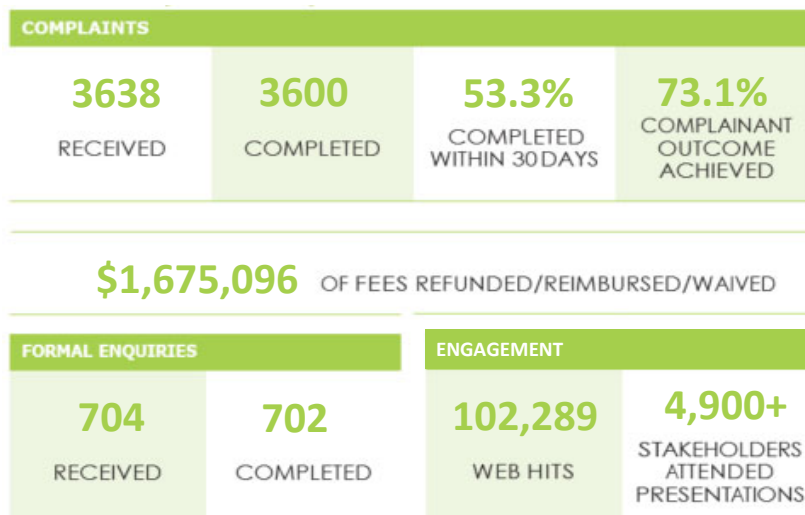 COMPLAINTS
3638
RECEIVED
3600
COMPLETED
53.3%
COMPLETED
WITHIN 30 DAYS
73.1%
COMPLAINANT
OUTCOME
ACHIEVED
$1,675,096 OF FEES REFUNDED/REIMBURSED/WAIVED
FORMAL ENQUIRIES
704
RECEIVED
702
COMPLETED
ENGAGEMENT
102,289
WEB HITS
4,900+
STAKEHOLDERS
ATTENDED
PRESENTATIONS